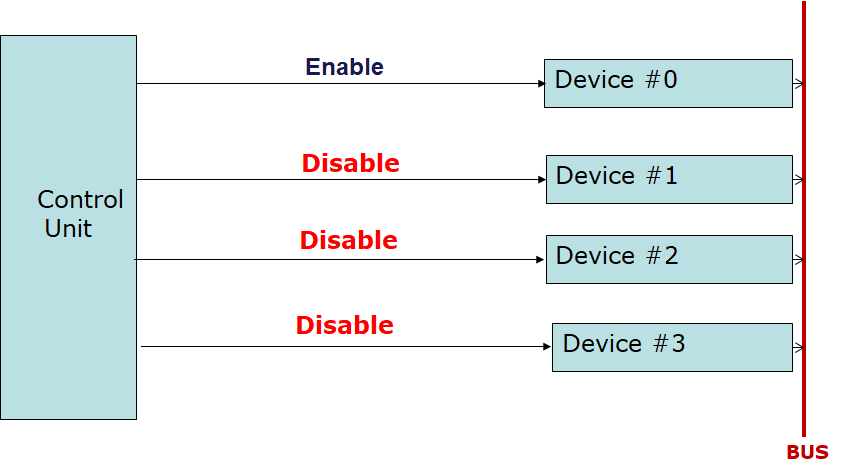 Enable
Device #0
Disable
Device #1
Control
Unit
Disable
Device #2
Disable
Device #3
BUS